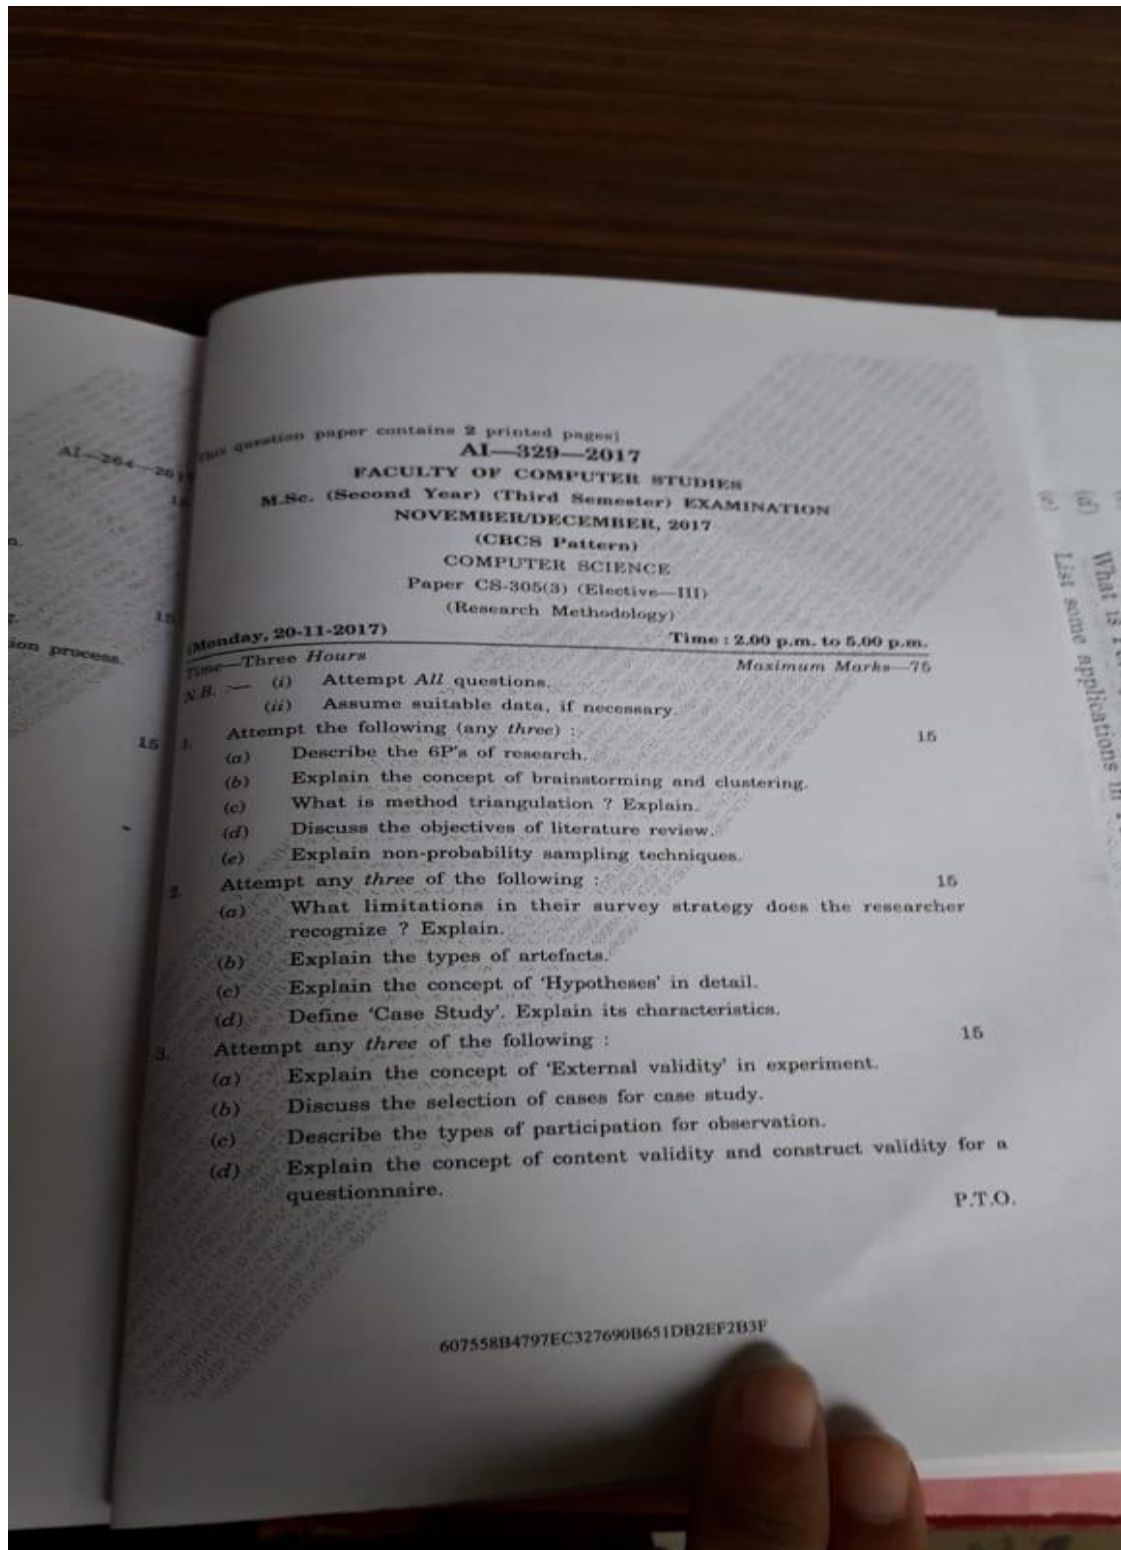 AI—264—201
15
n.
15
ion process.
15
This question paper contains 2 printed pages]
AI—329—2017
FACULTY OF COMPUTER STUDIES
M.Sc. (Second Year) (Third Semester) EXAMINATION
NOVEMBER/DECEMBER, 2017
(CBCS Pattern)
COMPUTER SCIENCE
Paper CS-305(3) (Elective—III)
(Research Methodology)
(Monday, 20-11-2017) Time : 2.00 p.m. to 5.00 p.m.
Time—Three Hours Maximum Marks—75
N.B. :— (i) Attempt All questions.
(ii) Assume suitable data, if necessary.
1. Attempt the following (any three) : 15
(a) Describe the 6P's of research.
(b) Explain the concept of brainstorming and clustering.
(c) What is method triangulation ? Explain.
(d) Discuss the objectives of literature review.
(e) Explain non-probability sampling techniques.
2. Attempt any three of the following : 15
(a) What limitations in their survey strategy does the researcher
recognize ? Explain.
(b) Explain the types of artefacts.
(c) Explain the concept of 'Hypotheses' in detail.
(d) Define 'Case Study'. Explain its characteristics.
3. Attempt any three of the following : 15
(a) Explain the concept of 'External validity' in experiment.
(b) Discuss the selection of cases for case study.
(c) Describe the types of participation for observation.
(d) Explain the concept of content validity and construct validity for a
questionnaire.
P.T.O.
607558B4797EC327690B651DB2EF2B3F
(d) What is
(e) List some applications in